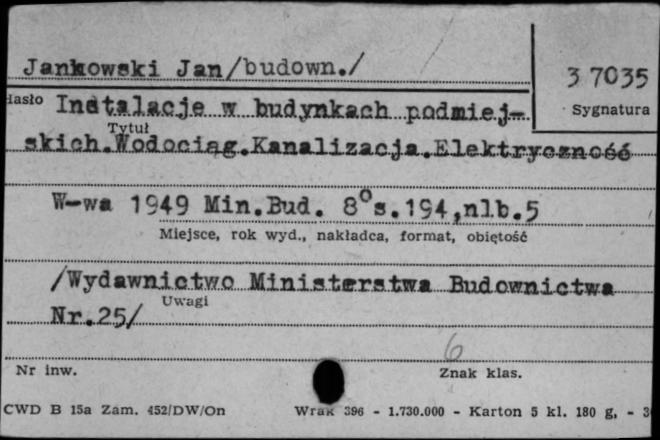 Jankowski Jan/budown./
3 7035
Hasło
Sygnatura
Instalacje w budynkach podmiej-
Tytuł
skich.Wodociąg.Kanalizacja.Elektryczność
W-wa 1949 Min.Bud. 8⁰s.194,nlb.5
Miejsce, rok wyd., nakładca, format, objętość
/Wydawnictwo Ministerstwa Budownictwa
Uwagi
Nr.25/
6
Nr inw.
Znak klas.
CWD B 15a Zam. 452/DW/On Wrak 396 - 1.730.000 - Karton 5 kl. 180 g, - 3